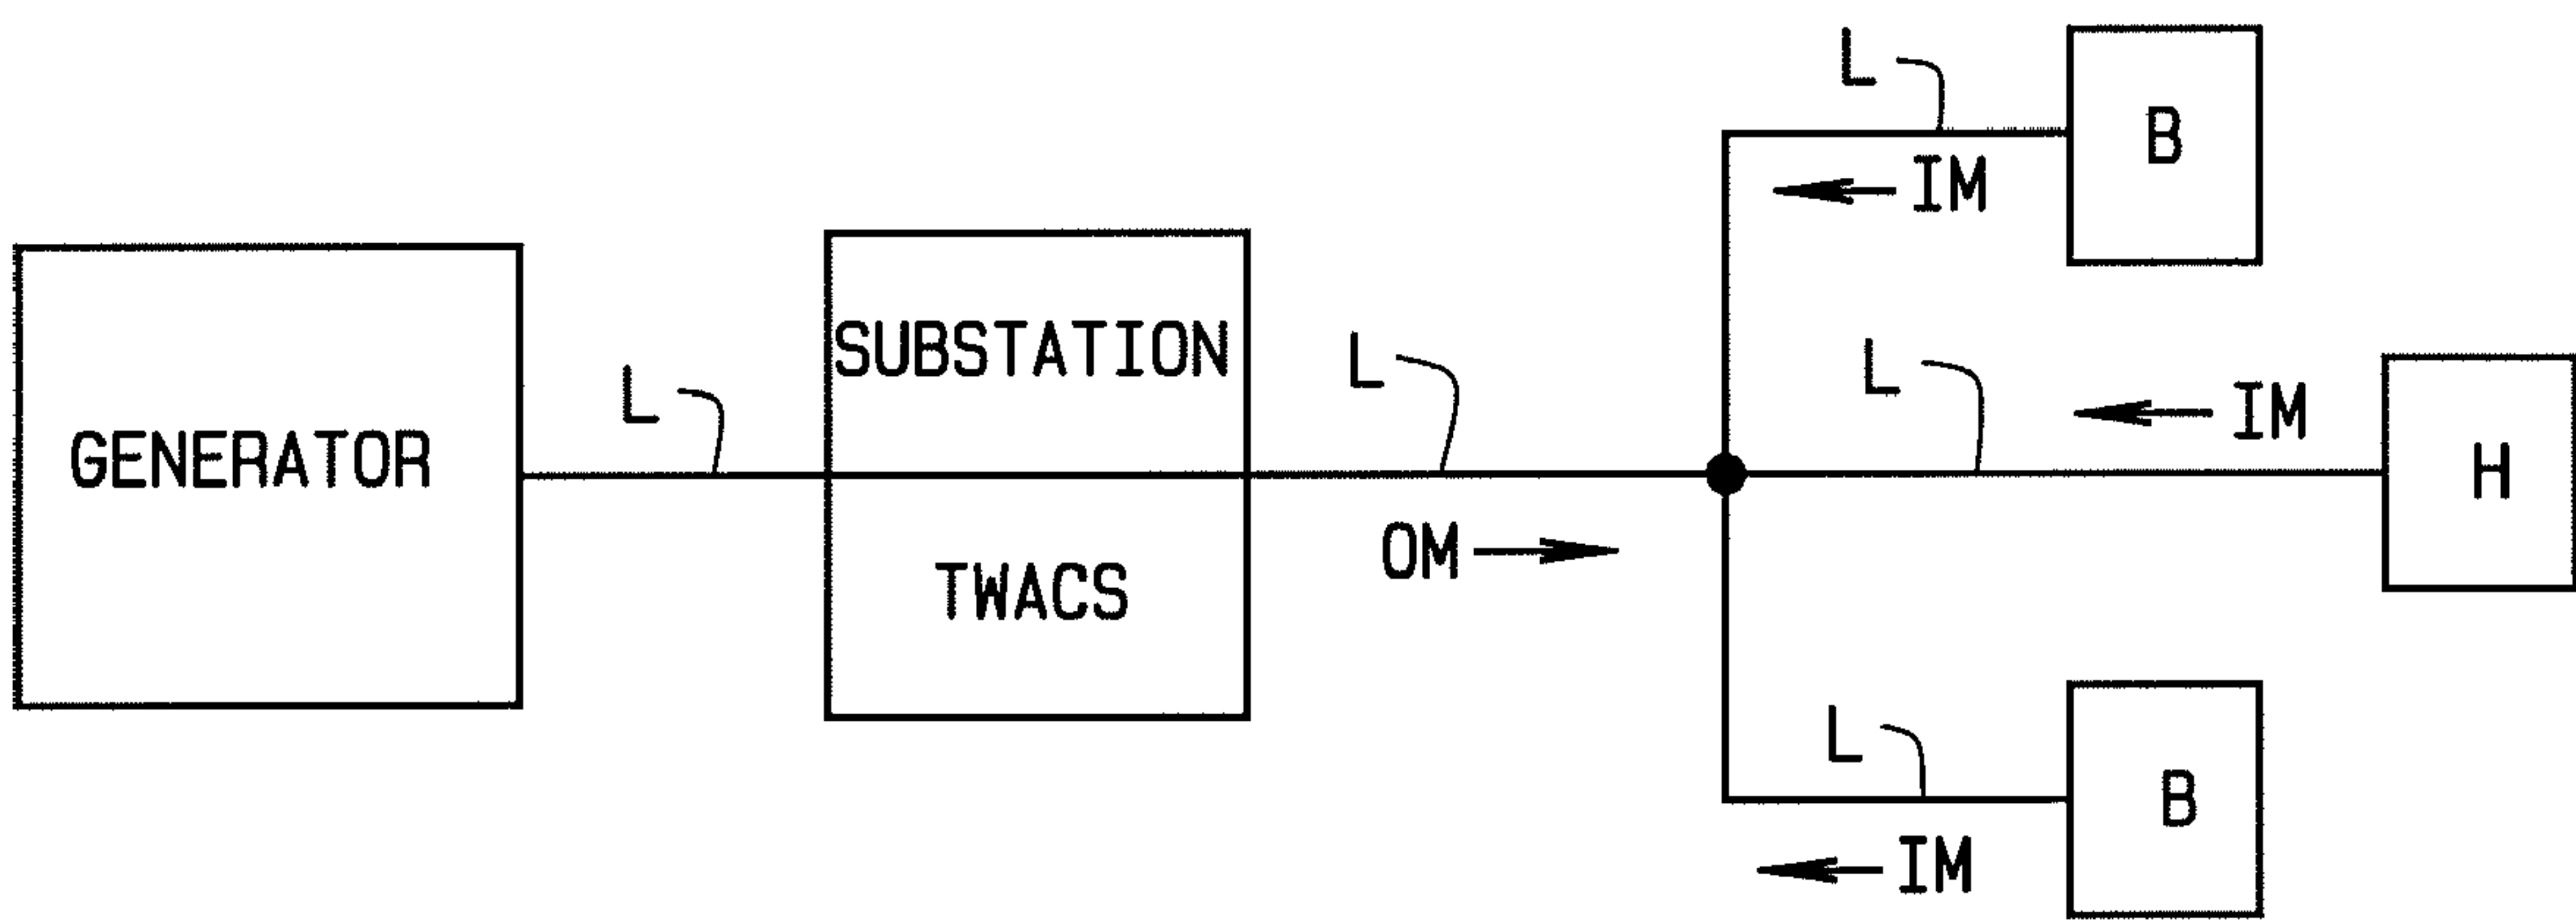 L
B
IM
SUBSTATION
L
L
IM
L
GENERATOR
H
OM
TWACS
L
B
IM